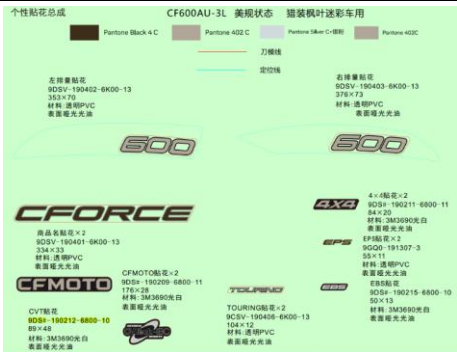 个性贴花总成
CF600AU-3L 美规状态 猫装枫叶迷彩车用
Pantone Black 4 C
Pantone 402 C
Pantone Silver C+银粉
Pantone 402C
刀模线
定位线
左排量贴花
9DSV-190402-6K00-13
353×70
材料:透明PVC
表面哑光光油
右排量贴花
9DSV-190403-6K00-13
376×73
材料:透明PVC
表面哑光光油
600
600
CFORCE
商品名贴花×2
9DSV-190401-6K00-13
334×33
材料:透明PVC
表面哑光光油
4X4
4×4贴花×2
9DS#-190211-6800-11
84×20
材料:3M3690光白
表面哑光光油
EPS
EPS贴花×2
9GQ0-191307-3
55×11
材料:透明PVC
表面哑光光油
CFMOTO
CFMOTO贴花×2
9DS#-190209-6800-11
176×28
材料:3M3690光白
表面哑光光油
TOURING
TOURING贴花×2
9CSV-190406-6K00-13
104×12
材料:透明PVC
表面哑光光油
EBS
EBS贴花
9DS#-190215-6800-10
50×13
材料:3M3690光白
表面哑光光油
CVT贴花
9DS#-190212-6800-10
89×48
材料:3M3690光白
表面哑光光油